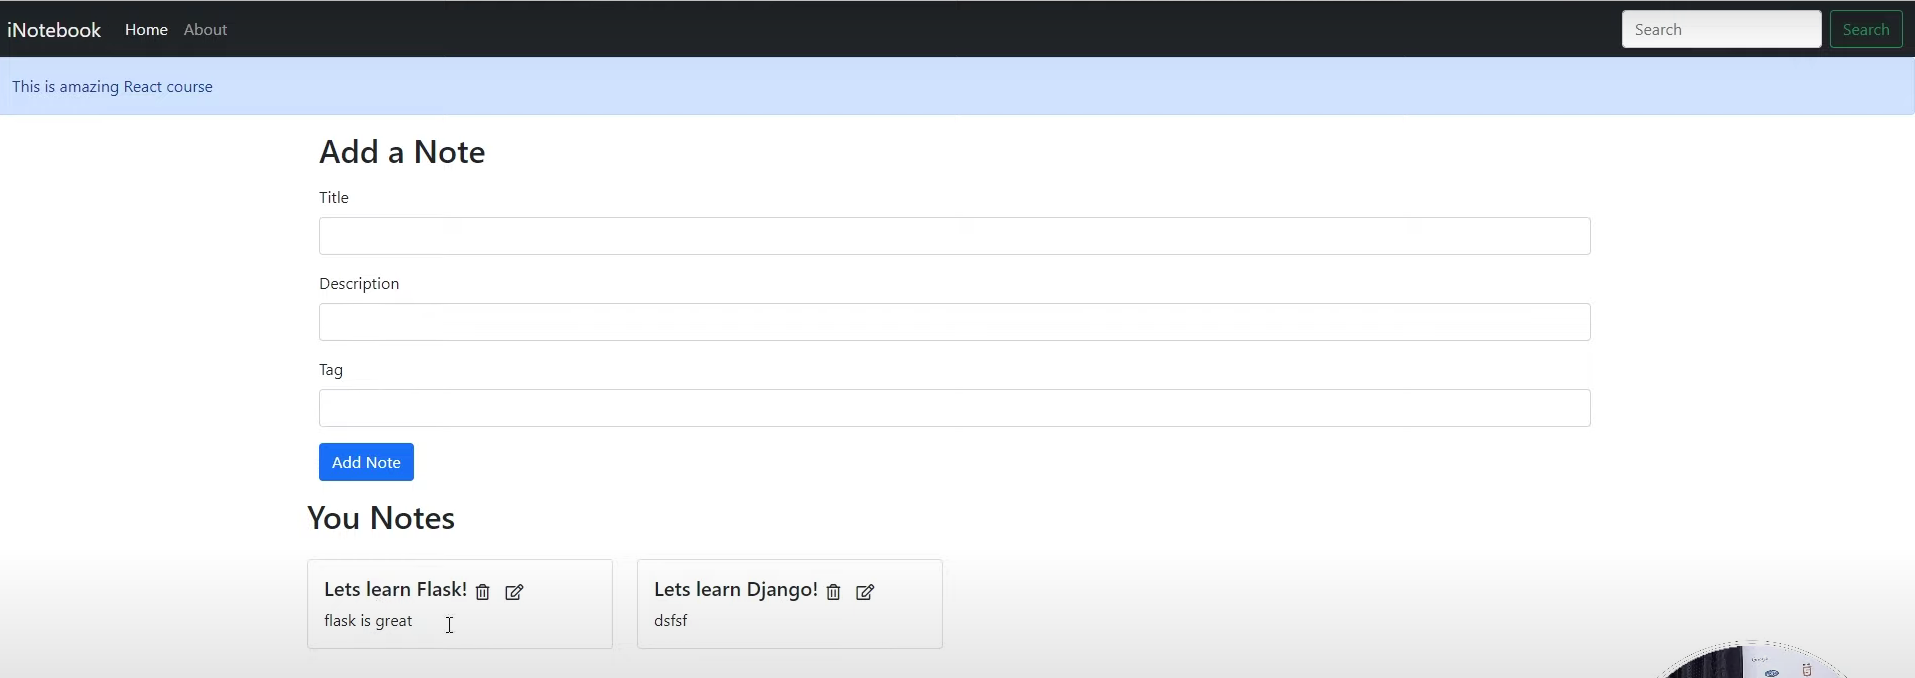 iNotebook Home About Search Search
This is amazing React course
Add a Note
Title
Description
Tag
Add Note
You Notes
Lets learn Flask!
flask is great
Lets learn Django!
dsfsf